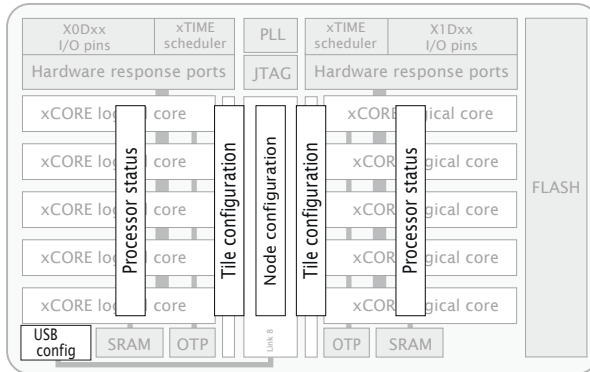 X0Dxx
I/O pins
xTIME
scheduler
PLL
xTIME
scheduler
X1Dxx
I/O pins
Hardware response ports
JTAG
Hardware response ports
FLASH
xCORE lo l core
xCORE lo l core
xCORE lo l core
xCORE lo l core
xCORE lo l core
Processor status
Tile configuration
Node configuration
Tile configuration
Processor status
xCORE gical core
xCOR gical core
xCOR gical core
xCOR gical core
xCOR gical core
USB
config
SRAM
OTP
Link 8
OTP
SRAM